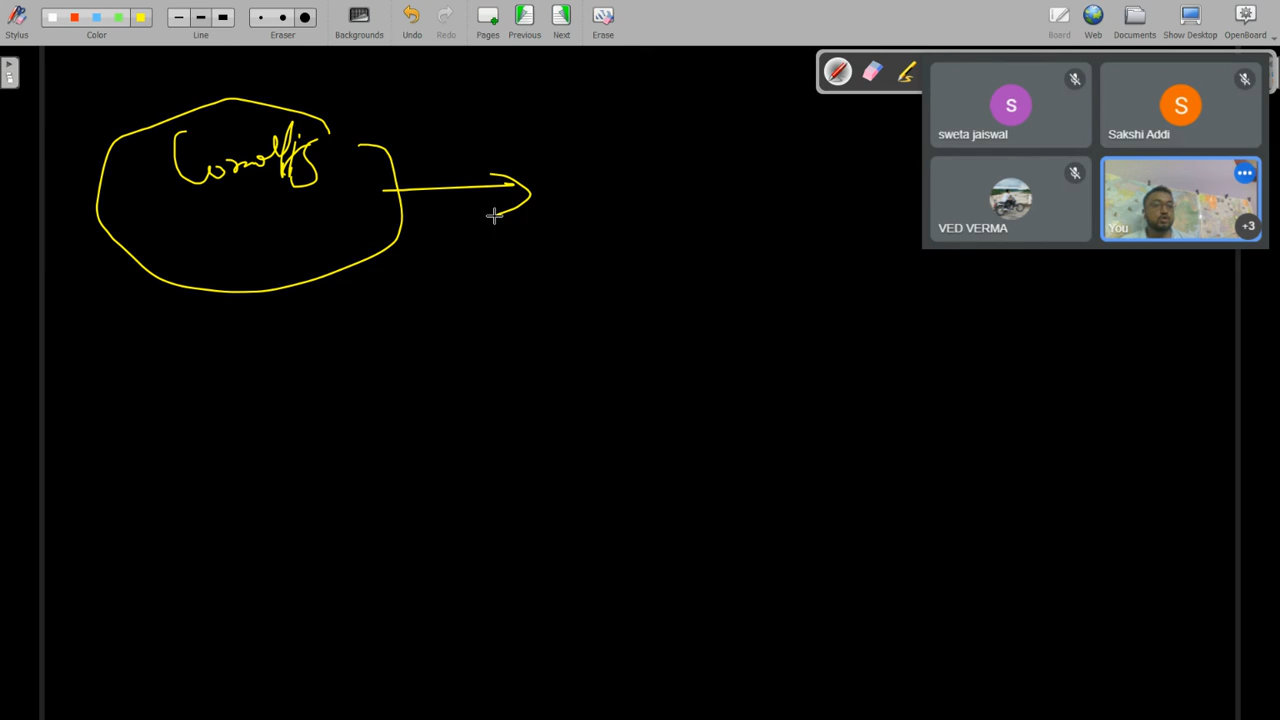 Stylus
Color
Line
Eraser
Backgrounds
Undo
Redo
Pages
Previous
Next
Erase
Board
Web
Documents
Show Desktop
OpenBoard
S
sweta jaiswal
S
Sakshi Addi
VED VERMA
You
+3